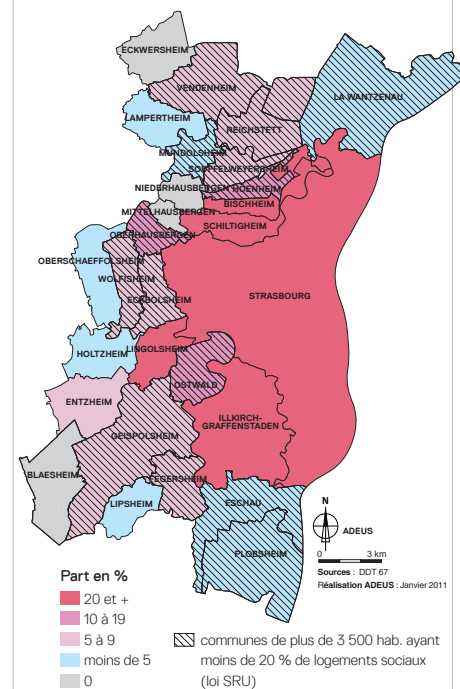 ECKWERSHEIM
VENDENHEIM
LA WANTZENAU
LAMPERTHEIM
REICHSTETT
MUNDOLSHEIM
SOUFFELWEYERSHEIM
NIEDERHAUSBERGEN
HOENHEIM
BISCHHEIM
MITTELHAUSBERGEN
SCHILTIGHEIM
OBERHAUSBERGEN
OBERSCHAEFFOLSHEIM
WOLFISHEIM
ECKBOLSHEIM
STRASBOURG
LINGOLSHEIM
HOLTZHEIM
OSTWALD
ENTZHEIM
ILLKIRCH-
GRAFFENSTADEN
GEISPOLSHEIM
BLAESHEIM
FEGERSHEIM
LIPSHEIM
ESCHAU
PLOBSHEIM
N
ADEUS
0 3 km
Sources : DDT 67
Réalisation ADEUS : Janvier 2011
Part en %
20 et +
10 à 19
5 à 9
moins de 5
0
communes de plus de 3 500 hab. ayant
moins de 20 % de logements sociaux
(loi SRU)